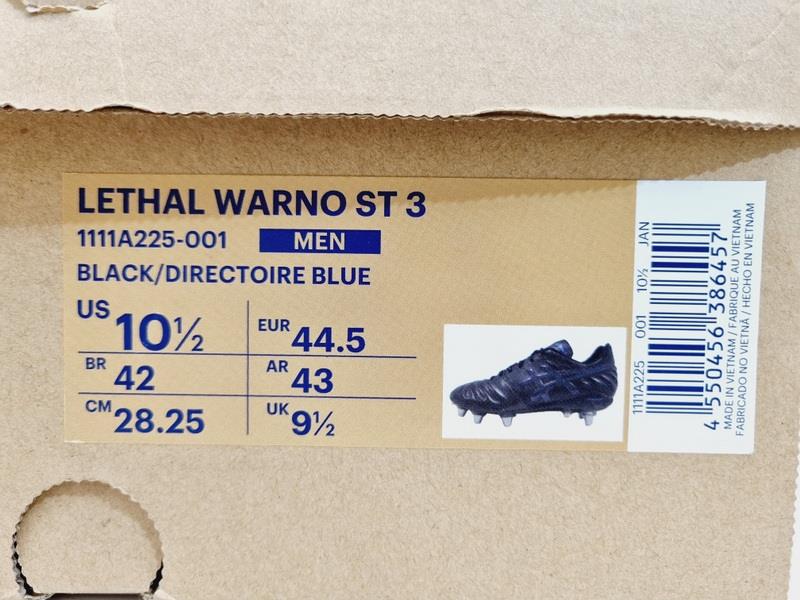 LETHAL WARNO ST 3
1111A225-001 MEN
BLACK/DIRECTOIRE BLUE
US 10½ EUR 44.5
BR 42 AR 43
CM 28.25 UK 9½
1111A225 001 10½ JAN
4 550456 386457
MADE IN VIETNAM / FABRIQUE AU VIETNAM
FABRICADO NO VIETNÃ / HECHO EN VIETNAM